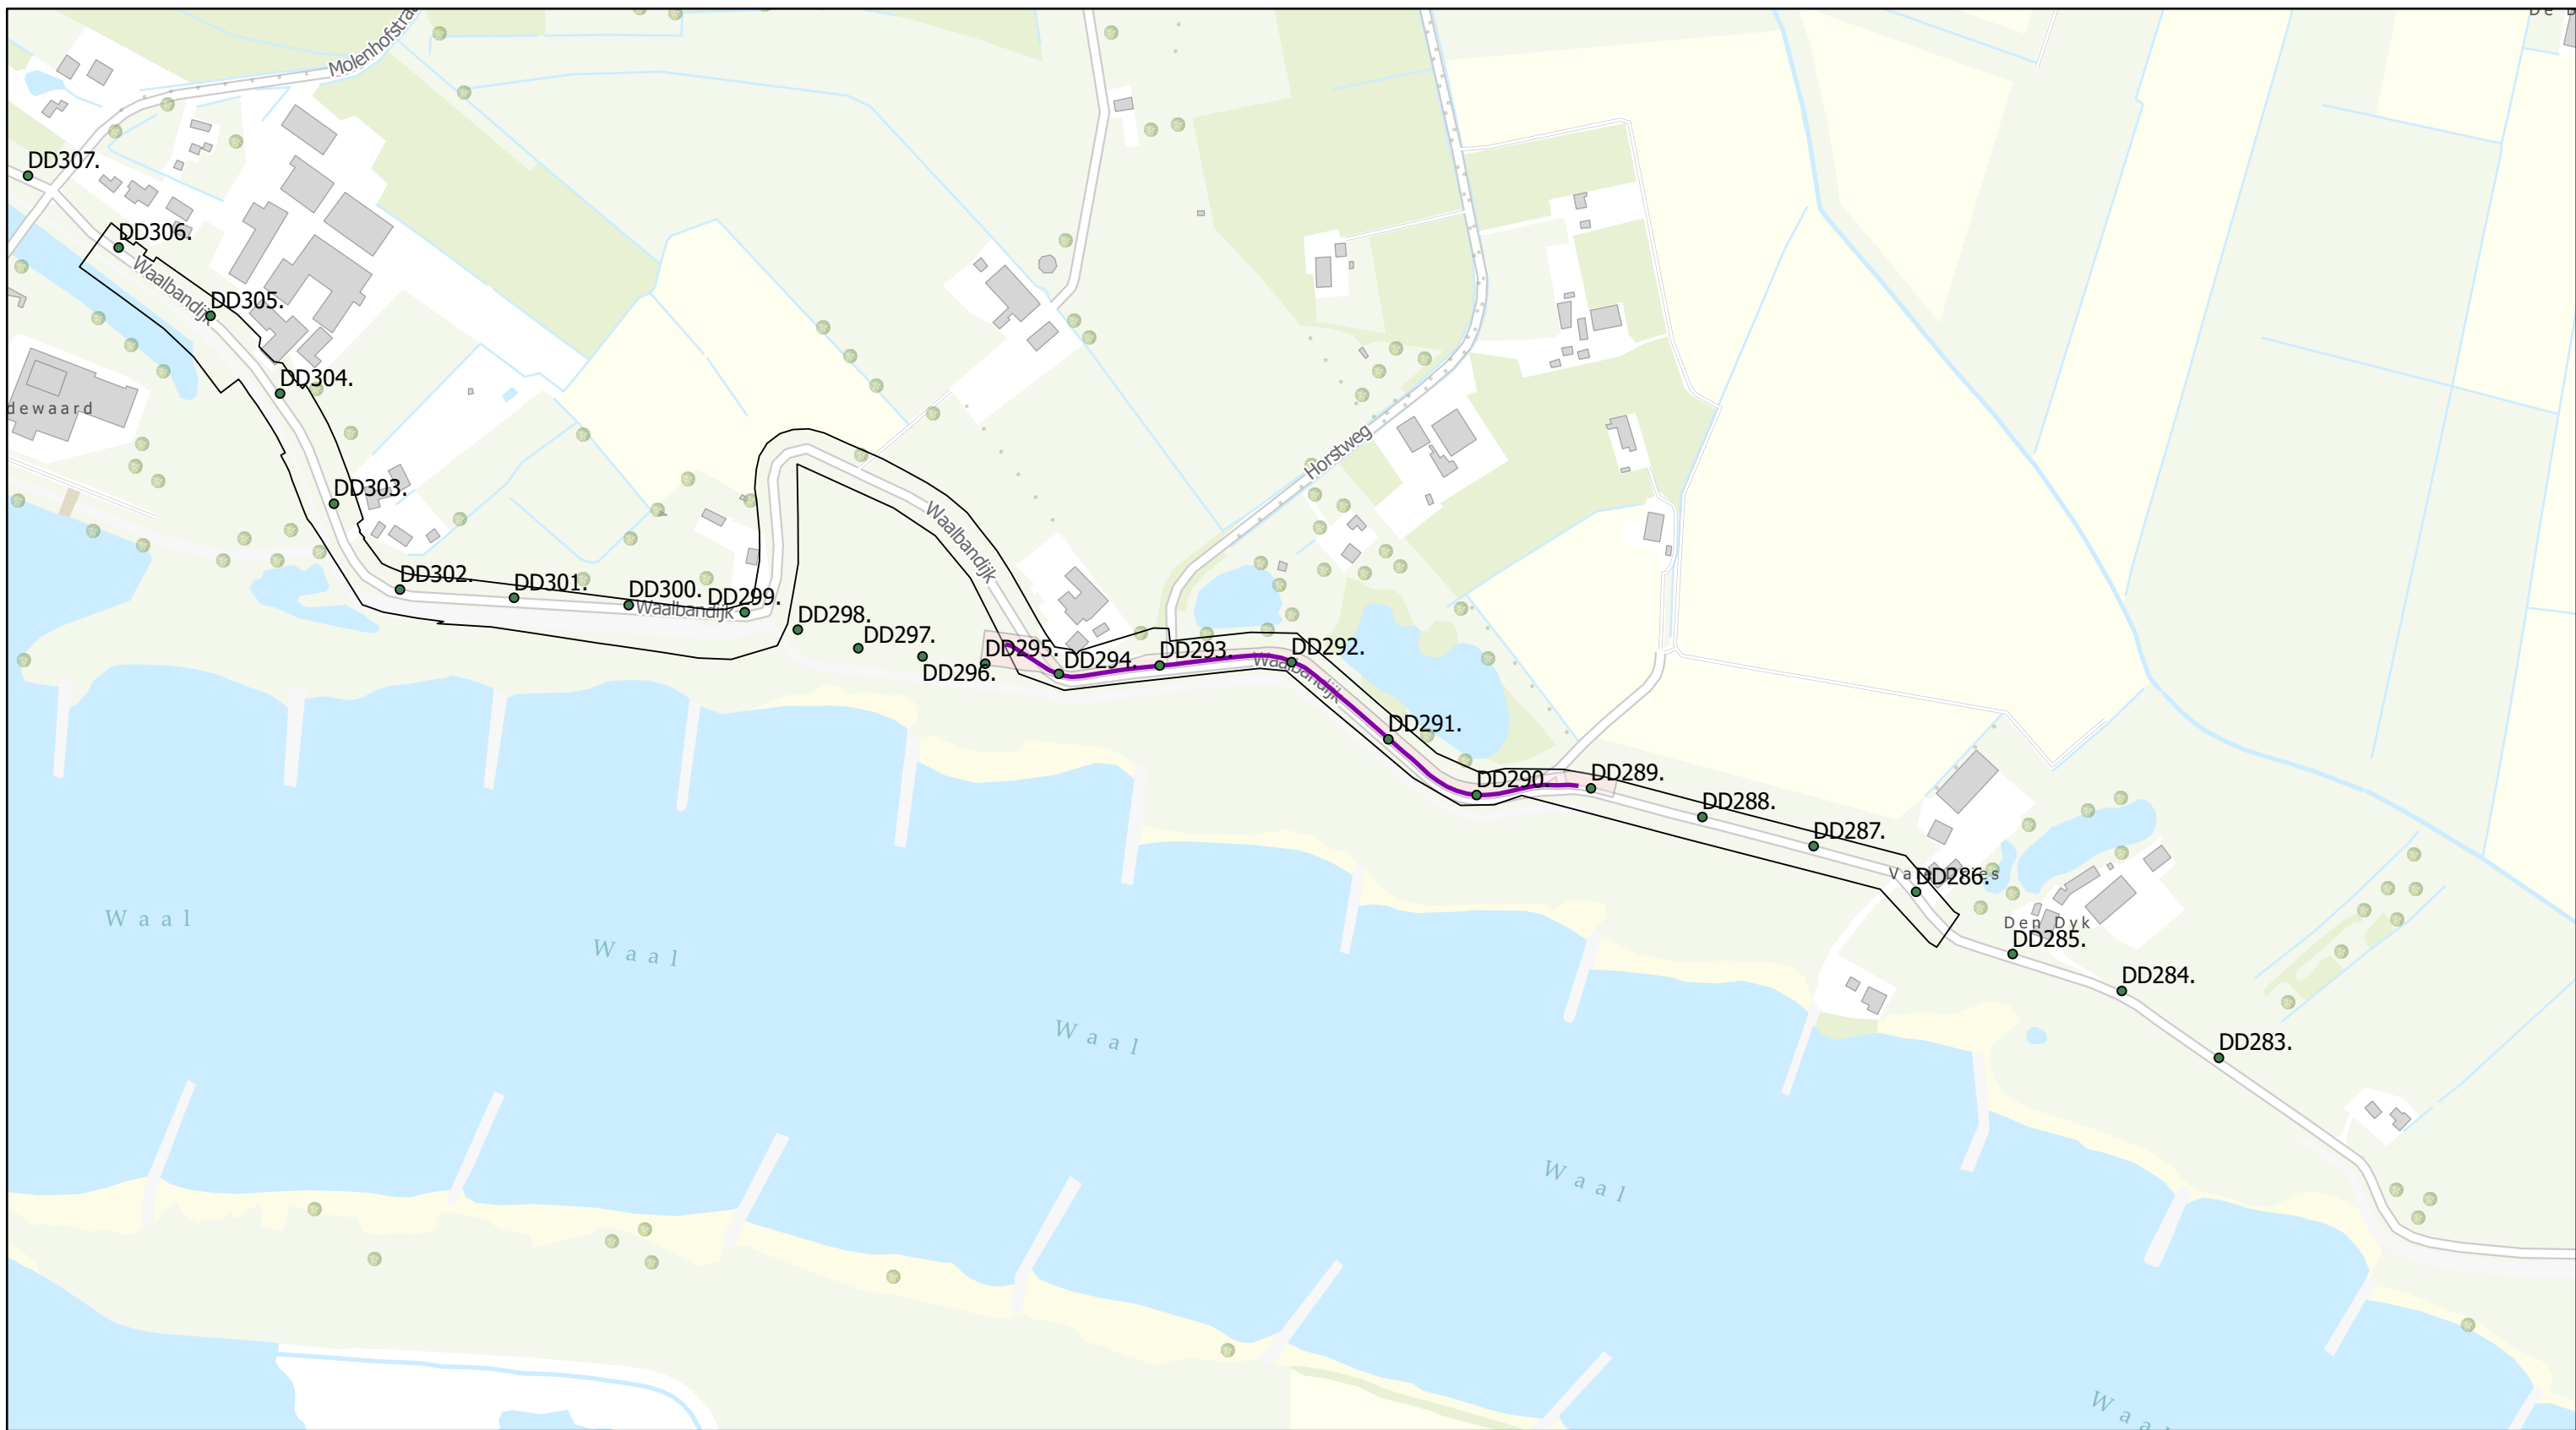 DD307.
DD306.
Waalbandijk
DD305.
DD304.
dewaard
DD303.
DD302.
DD301.
DD300.
DD299.
Waalbandijk
Waalbandijk
DD298.
DD297.
DD296.
DD295.
DD294.
DD293.
DD292.
Waalbandijk
Horstweg
DD291.
DD290.
DD289.
DD288.
DD287.
DD286.
Den Dyk
DD285.
DD284.
DD283.
Waal
Waal
Waal
Waal
Waal